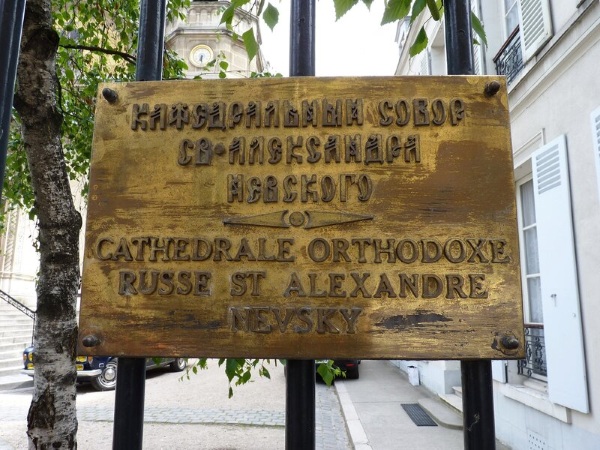 КАФЕДРАЛЬНЫЙ СОБОР
СВ·АЛЕКСАНДРА
НЕВСКОГО
CATHEDRALE ORTHODOXE
RUSSE ST ALEXANDRE
NEVSKY